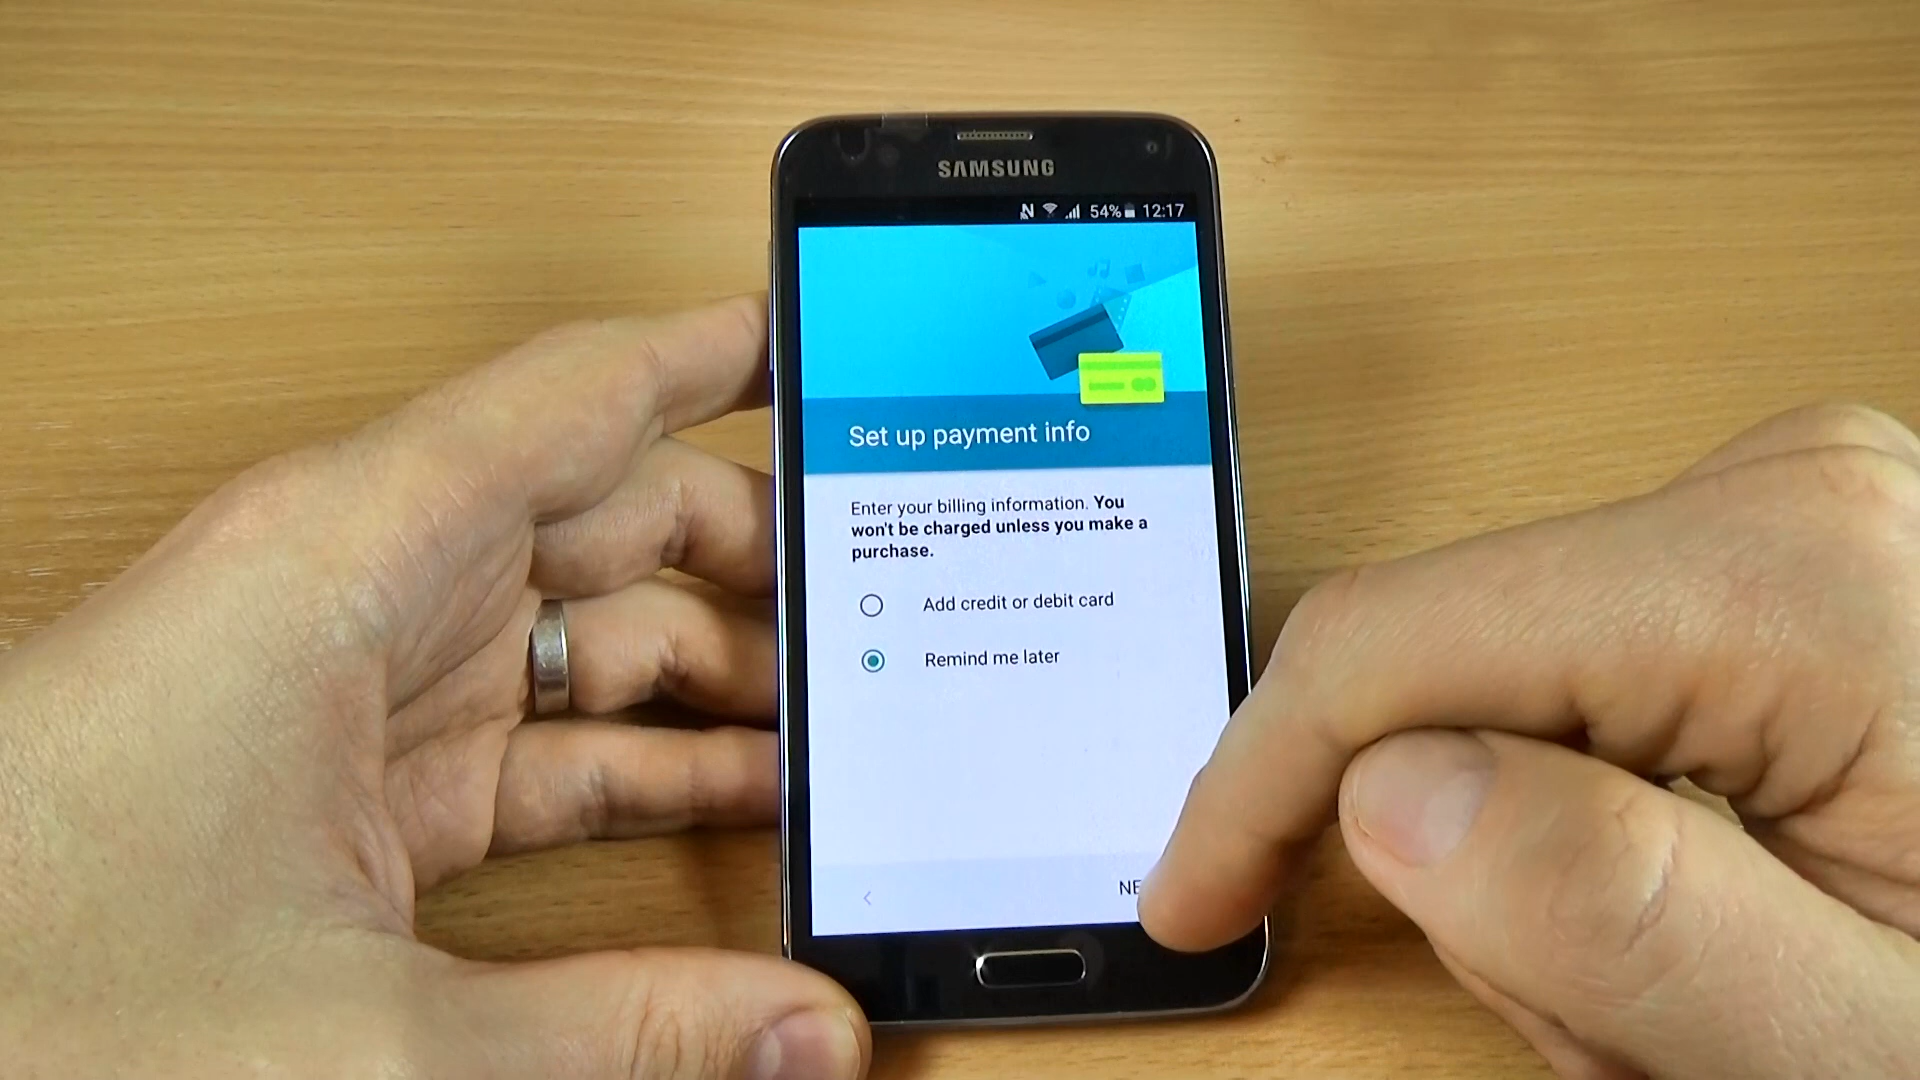 SAMSUNG
54% 12:17
Set up payment info
Enter your billing information. You
won't be charged unless you make a
purchase.
Add credit or debit card
Remind me later
NE